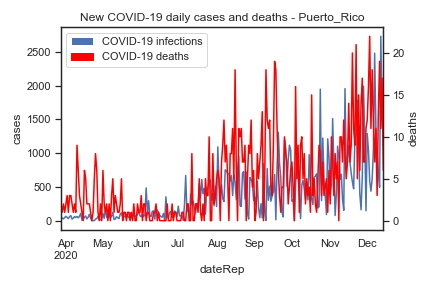 New COVID-19 daily cases and deaths - Puerto_Rico
COVID-19 infections
COVID-19 deaths
2500
2000
1500
1000
500
0
cases
20
15
10
5
0
deaths
Apr May Jun Jul Aug Sep Oct Nov Dec
2020
dateRep